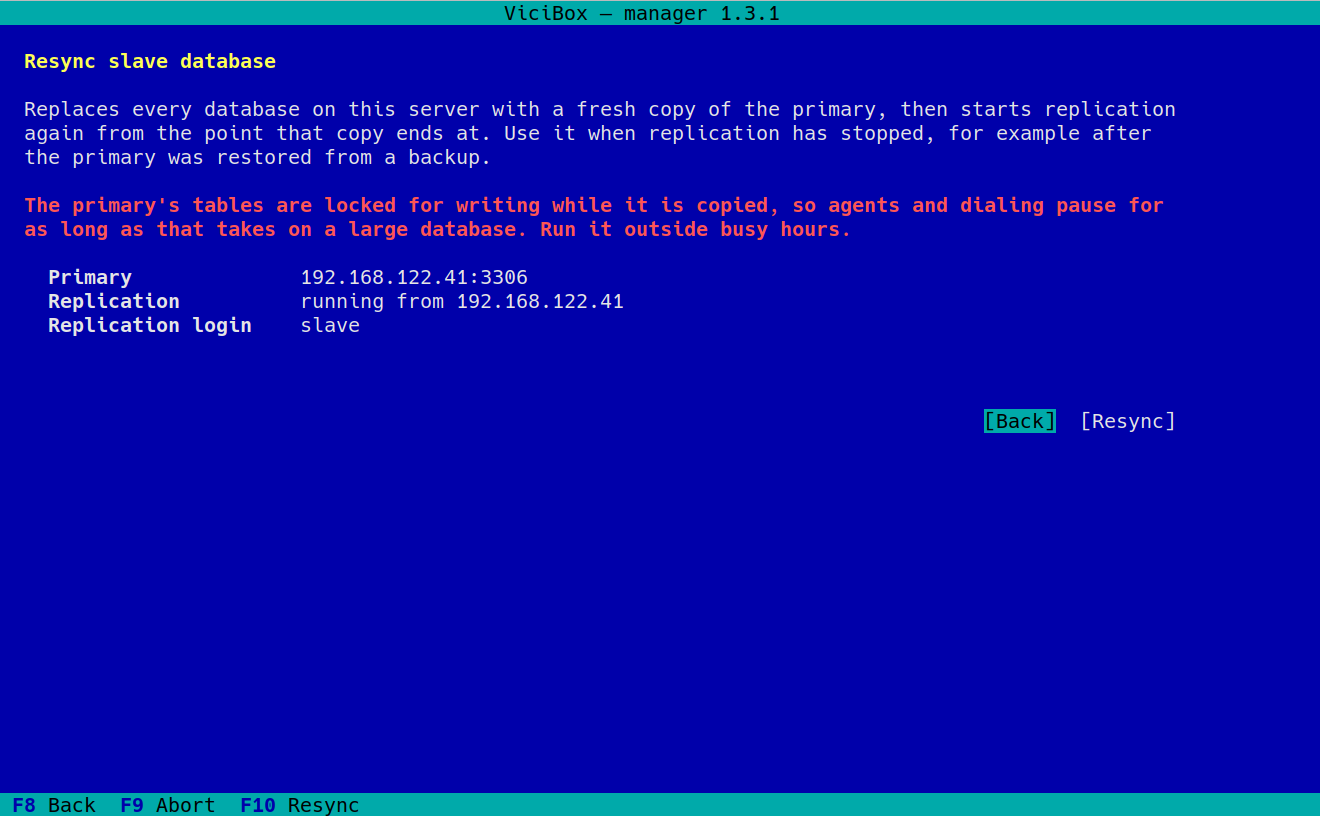 ViciBox — manager 1.3.1
Resync slave database
Replaces every database on this server with a fresh copy of the primary, then starts replication
again from the point that copy ends at. Use it when replication has stopped, for example after
the primary was restored from a backup.
The primary's tables are locked for writing while it is copied, so agents and dialing pause for
as long as that takes on a large database. Run it outside busy hours.
Primary 192.168.122.41:3306
Replication running from 192.168.122.41
Replication login slave
[Back] [Resync]
F8 Back F9 Abort F10 Resync